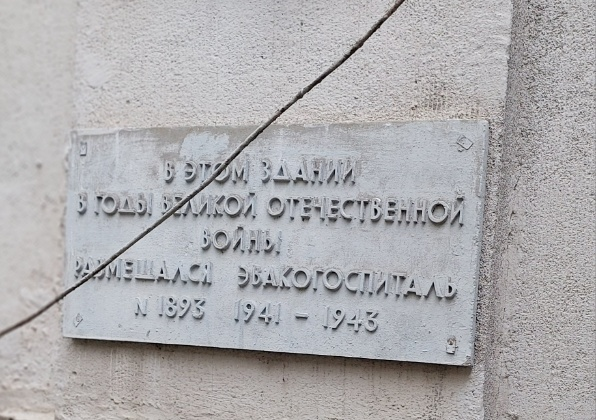 В ЭТОМ ЗДАНИИ
В ГОДЫ ВЕЛИКОЙ ОТЕЧЕСТВЕННОЙ
ВОЙНЫ
РАЗМЕЩАЛСЯ ЭВАКОГОСПИТАЛЬ
N 1893 1941 – 1943